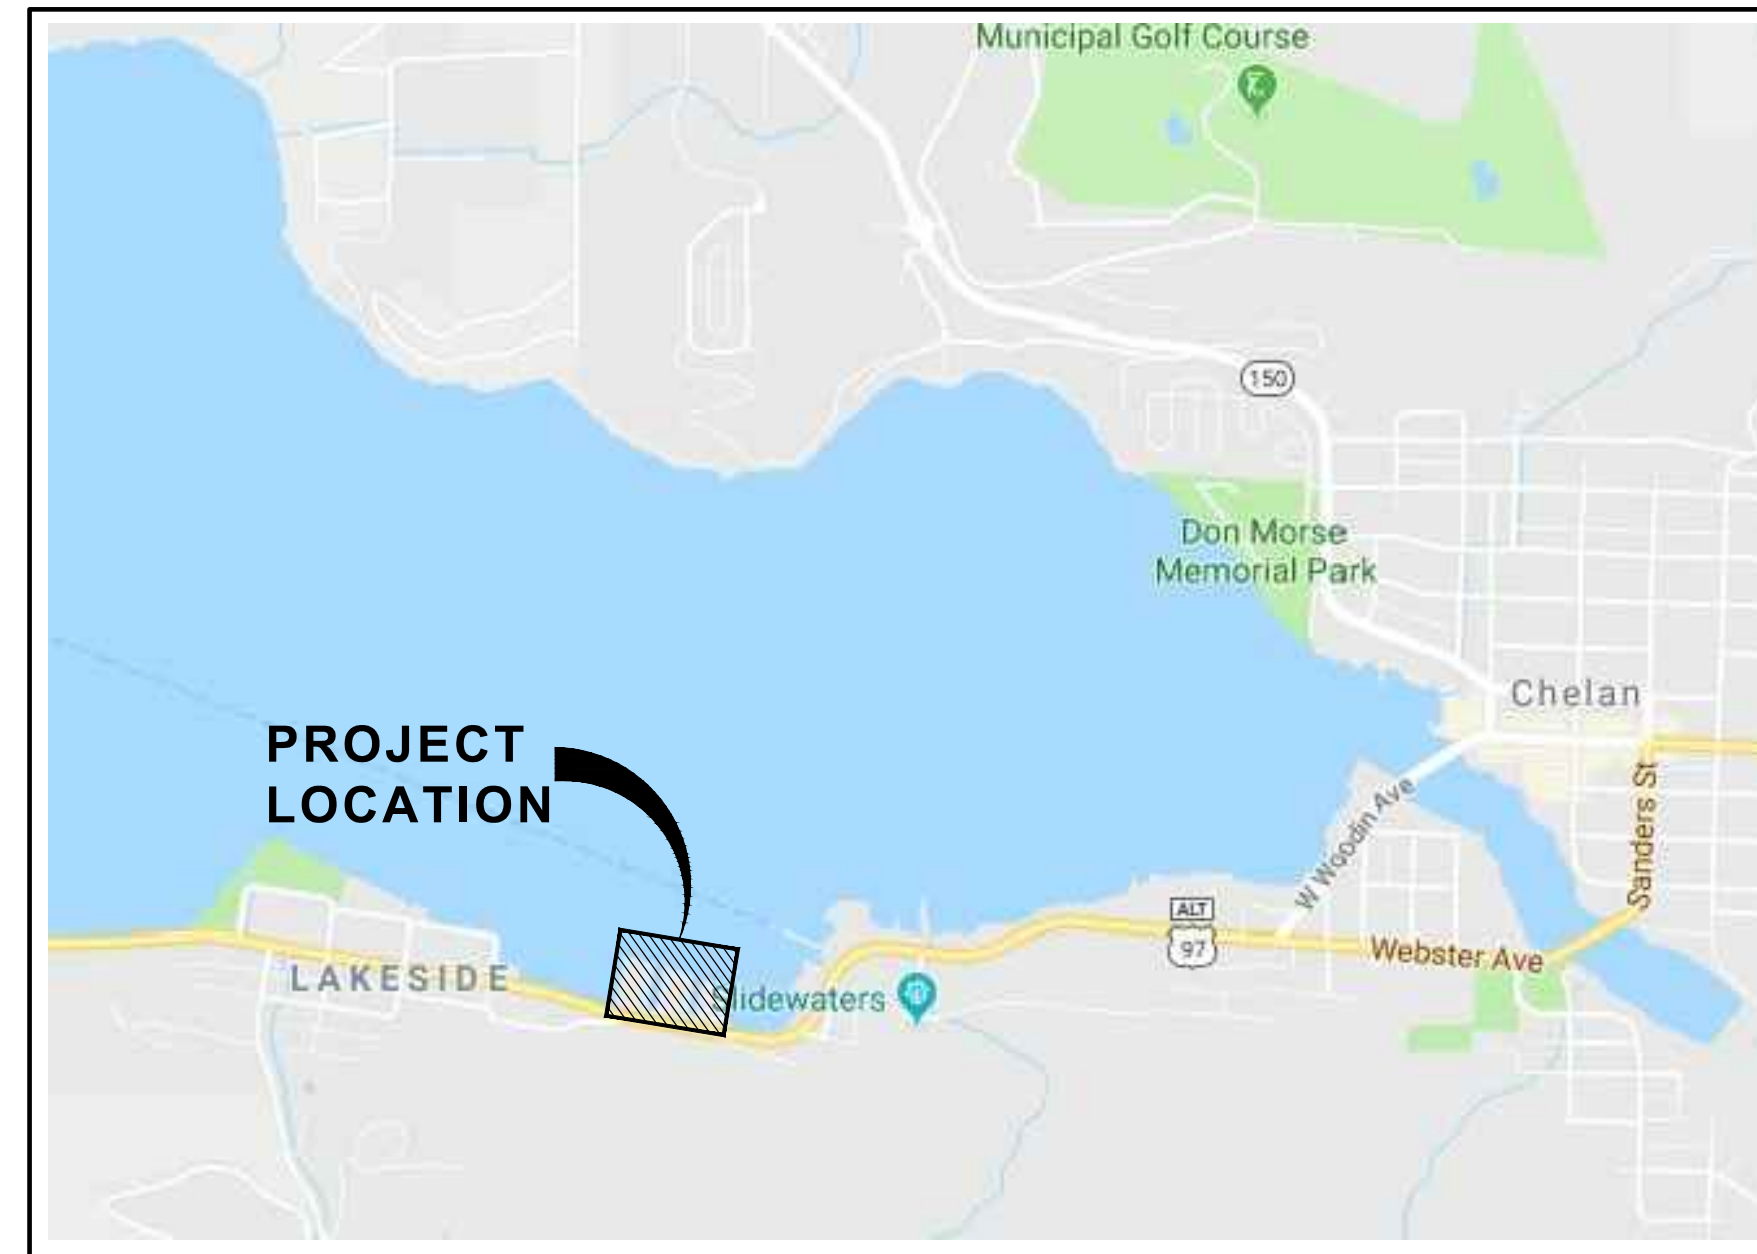 Municipal Golf Course
150
Don Morse
Memorial Park
Chelan
PROJECT
LOCATION
W Woodin Ave
Sanders St
ALT
97
Webster Ave
LAKESIDE
Slidewaters